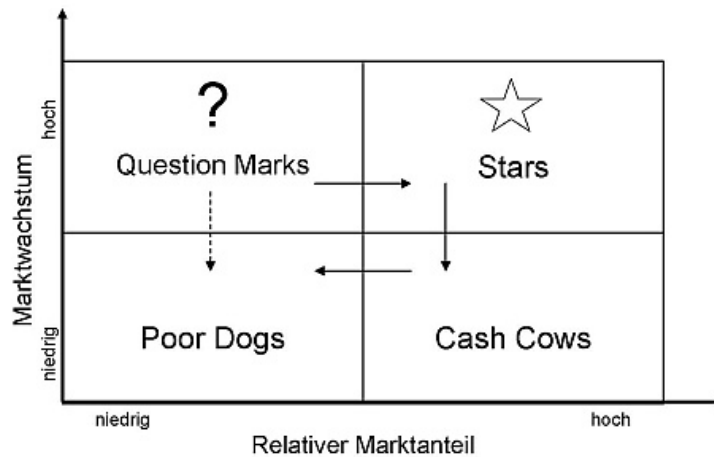 ?
Question Marks
Stars
Poor Dogs
Cash Cows
Marktwachstum
hoch
niedrig
niedrig
hoch
Relativer Marktanteil